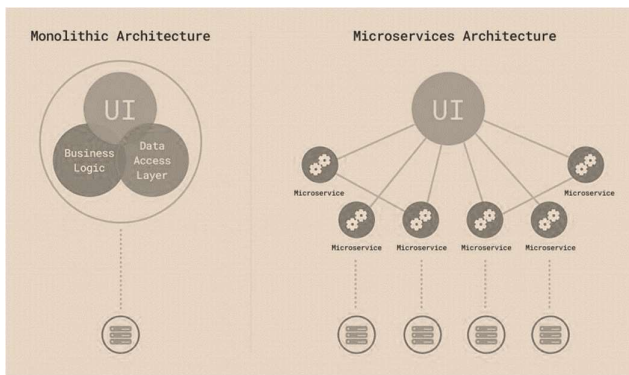 Monolithic Architecture
UI
Business
Logic
Data
Access
Layer
Microservices Architecture
UI
Microservice
Microservice
Microservice
Microservice
Microservice
Microservice